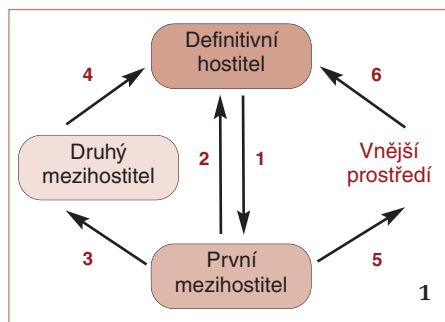 Definitivní
hostitel
4
6
Druhý
mezihostitel
2
1
Vnější
prostředí
3
První
mezihostitel
5
1